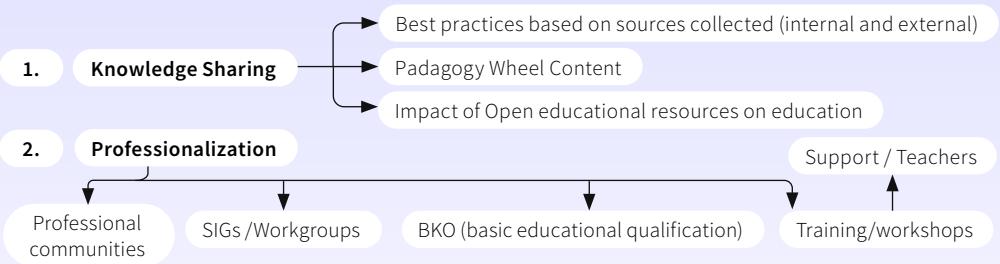 Best practices based on sources collected (internal and external)
1. Knowledge Sharing
Padagogy Wheel Content
Impact of Open educational resources on education
2. Professionalization
Support / Teachers
Professional
communities
SIGs /Workgroups
BKO (basic educational qualification)
Training/workshops